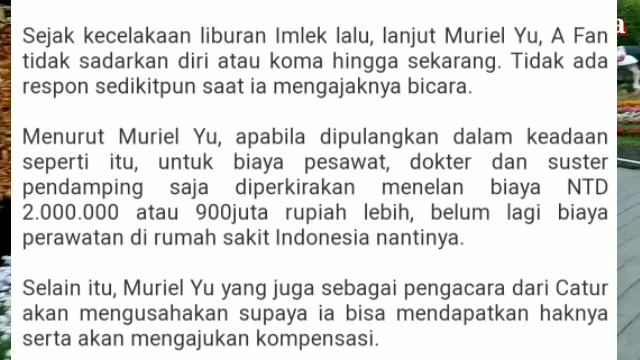 Sejak kecelakaan liburan Imlek lalu, lanjut Muriel Yu, A Fan
tidak sadarkan diri atau koma hingga sekarang. Tidak ada
respon sedikitpun saat ia mengajaknya bicara.
Menurut Muriel Yu, apabila dipulangkan dalam keadaan
seperti itu, untuk biaya pesawat, dokter dan suster
pendamping saja diperkirakan menelan biaya NTD
2.000.000 atau 900juta rupiah lebih, belum lagi biaya
perawatan di rumah sakit Indonesia nantinya.
Selain itu, Muriel Yu yang juga sebagai pengacara dari Catur
akan mengusahakan supaya ia bisa mendapatkan haknya
serta akan mengajukan kompensasi.